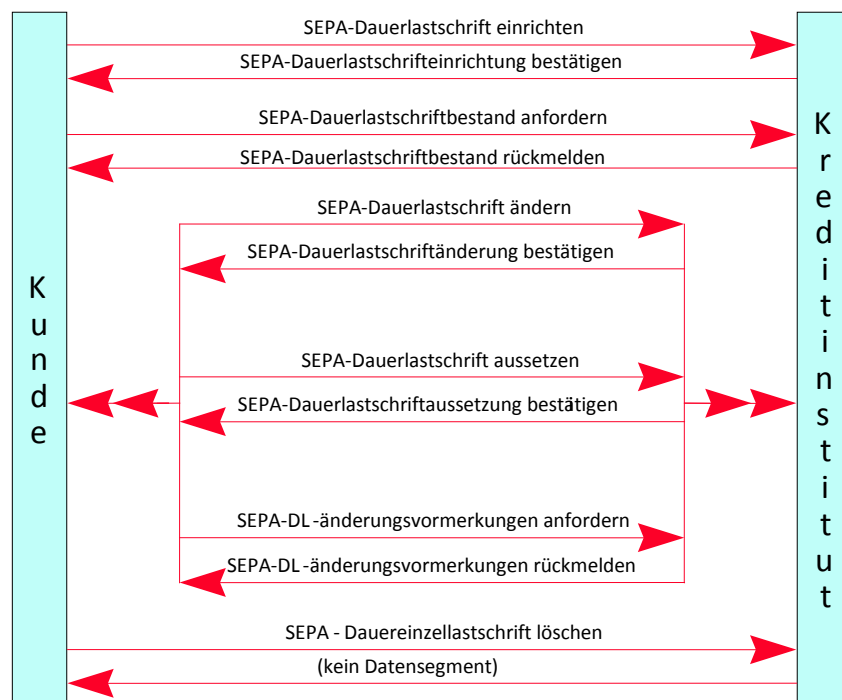 SEPA-Dauerlastschrift einrichten
SEPA-Dauerlastschrifteinrichtung bestätigen
SEPA-Dauerlastschriftbestand anfordern
SEPA-Dauerlastschriftbestand rückmelden
SEPA-Dauerlastschrift ändern
SEPA-Dauerlastschriftänderung bestätigen
SEPA-Dauerlastschrift aussetzen
SEPA-Dauerlastschriftaussetzung bestätigen
SEPA-DL-änderungsvormerkungen anfordern
SEPA-DL-änderungsvormerkungen rückmelden
SEPA - Dauereinzellastschrift löschen
(kein Datensegment)
Kunde
Kreditinstitut